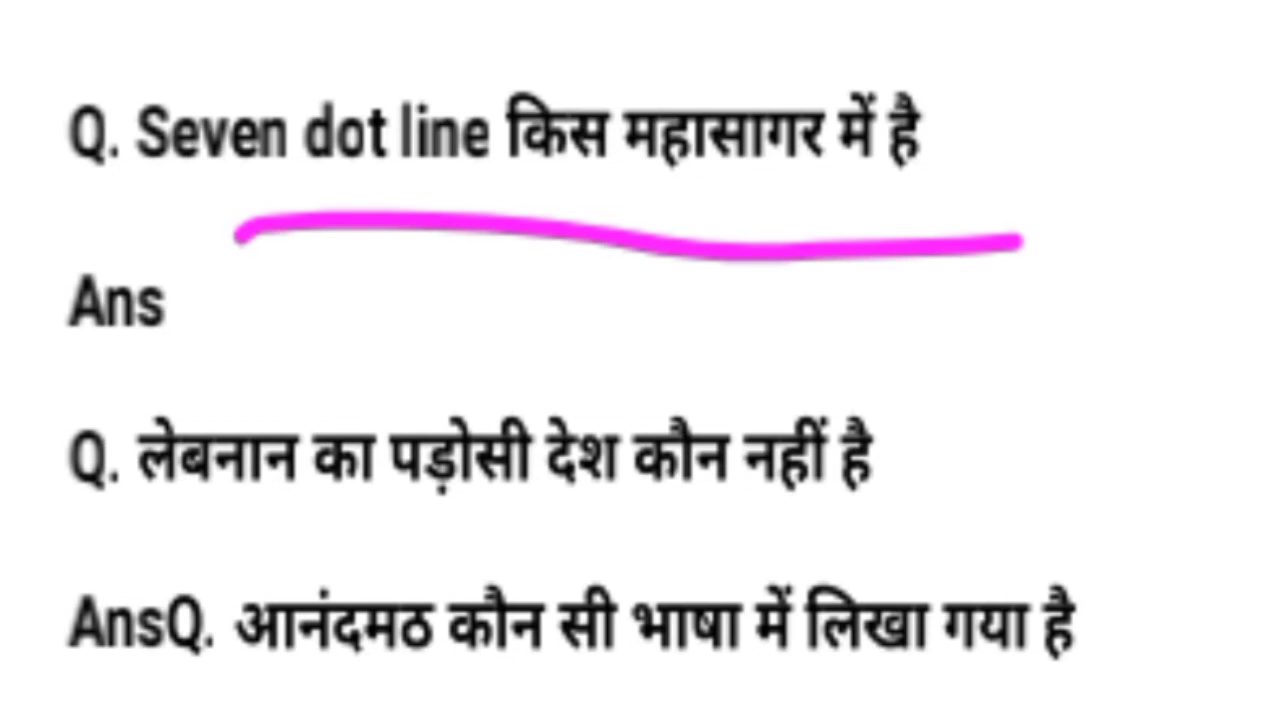 Q. Seven dot line किस महासागर में है
Ans
Q. लेबनान का पड़ोसी देश कौन नहीं है
AnsQ. आनंदमठ कौन सी भाषा में लिखा गया है